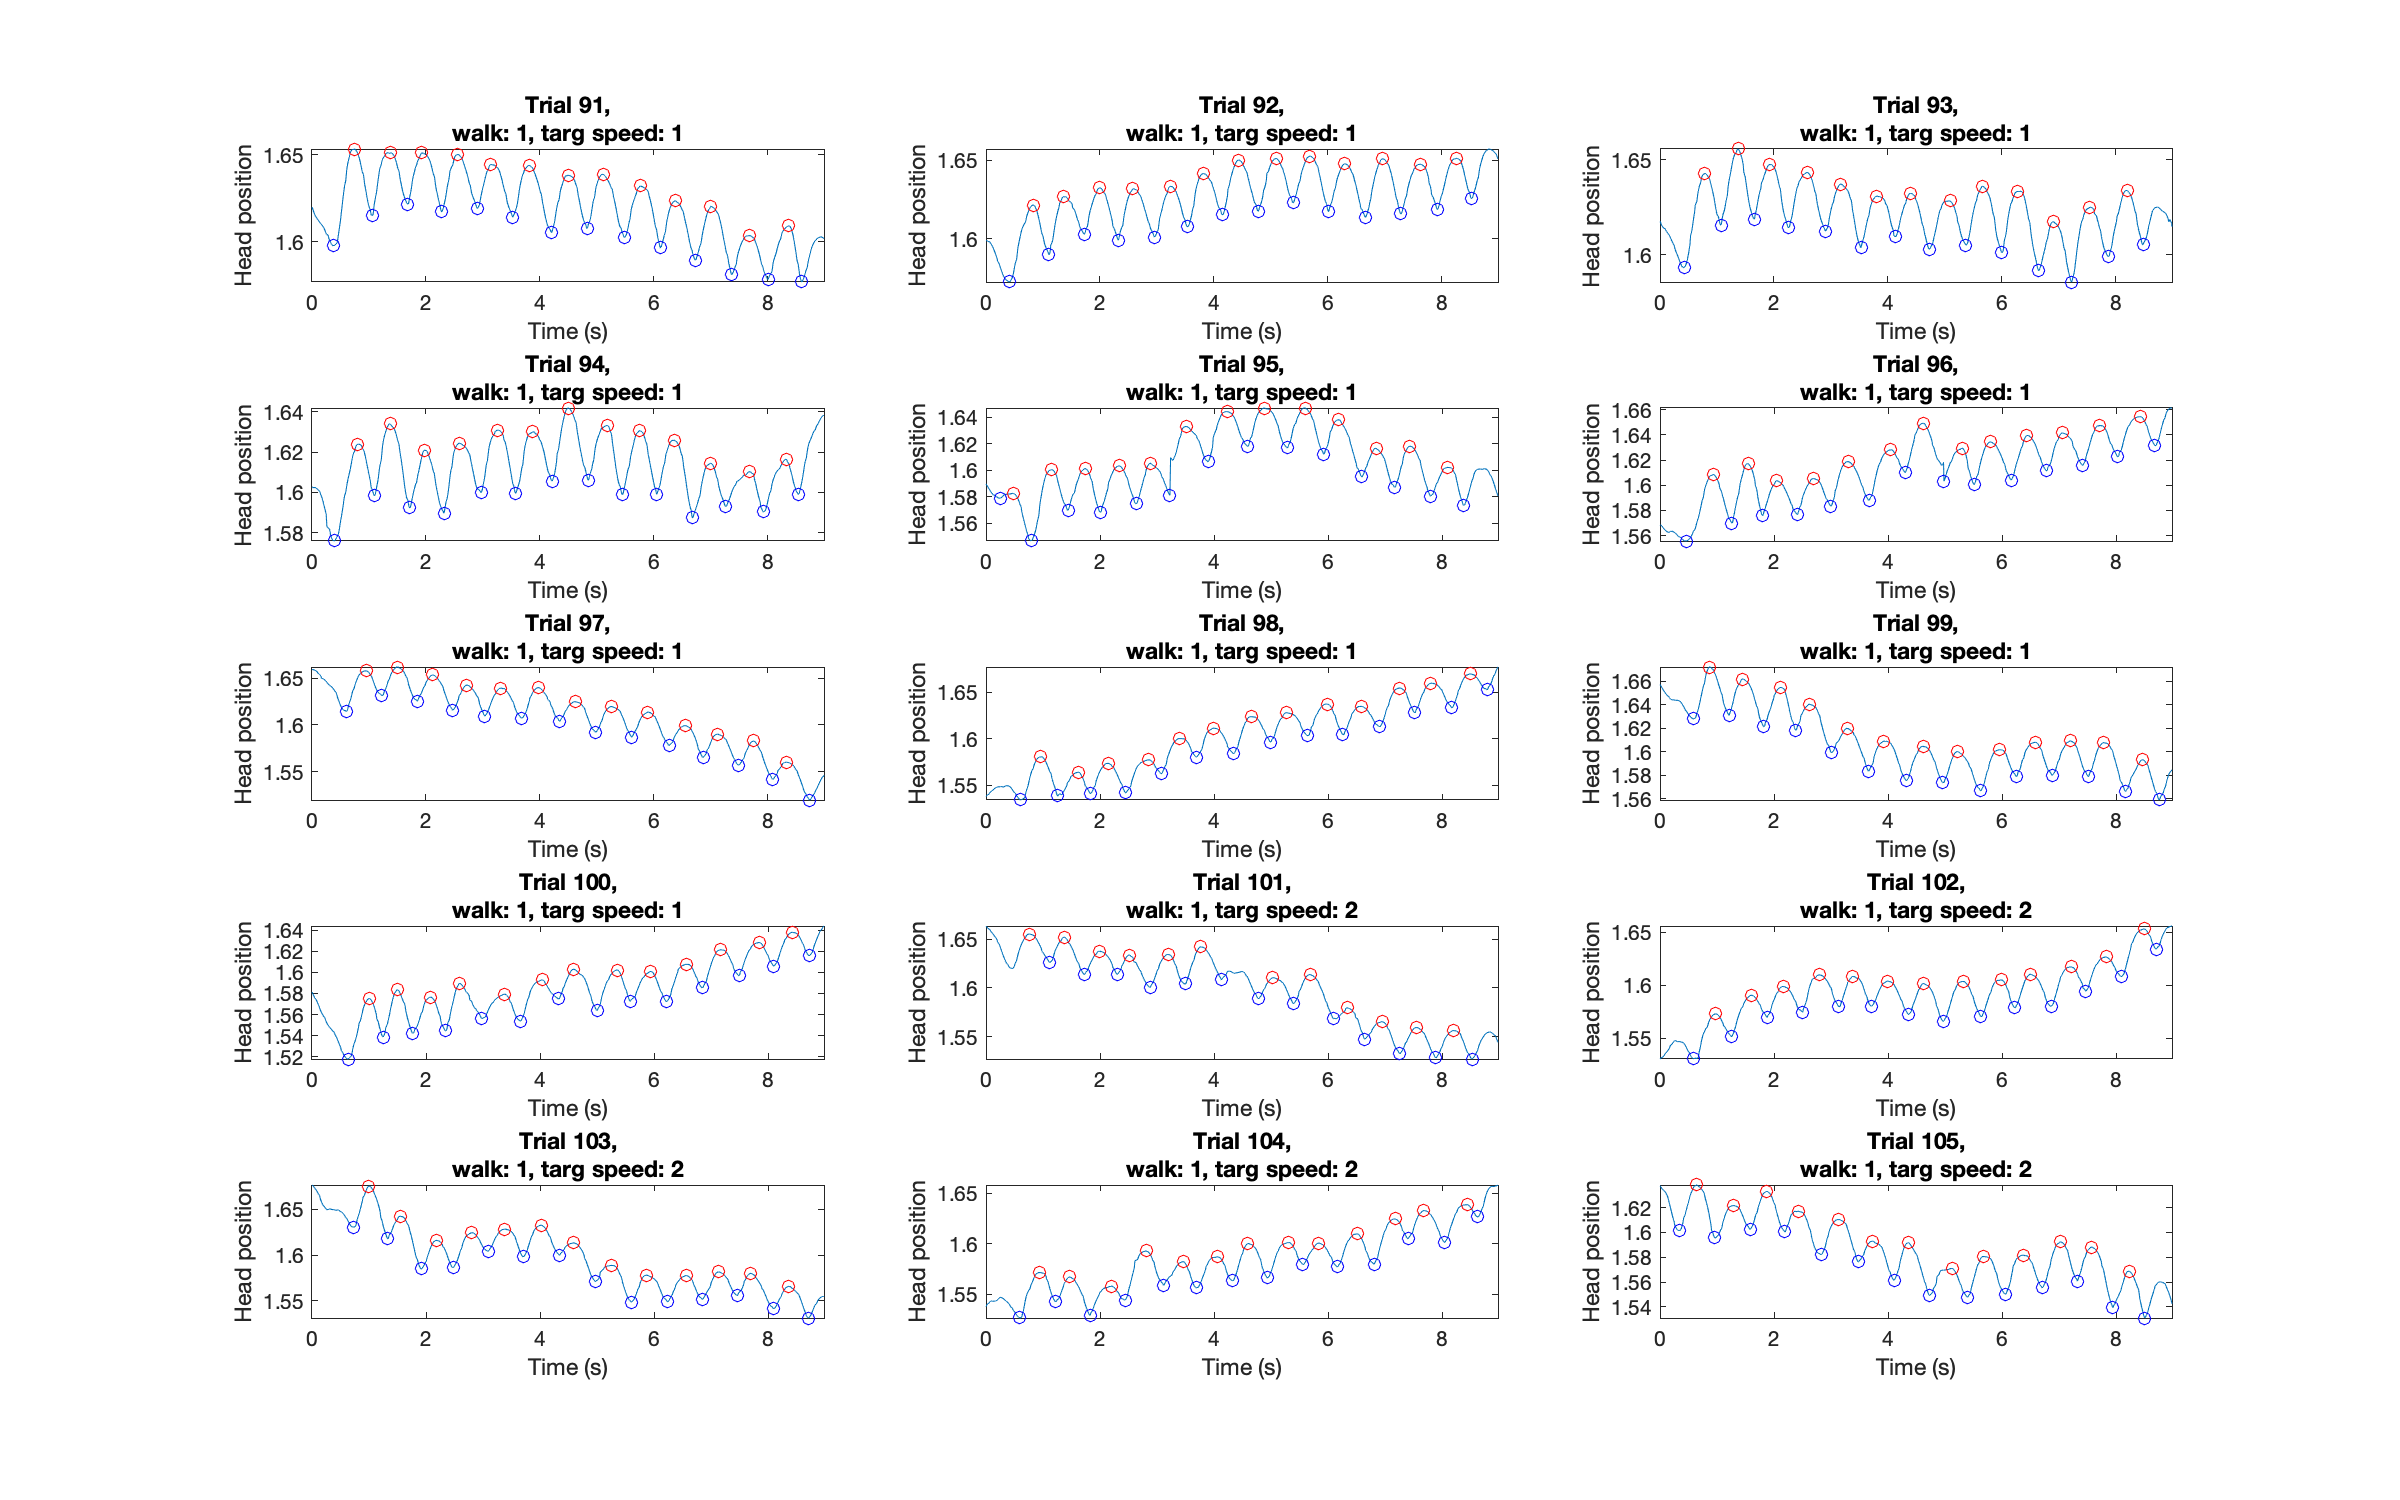 Trial 91,
walk: 1, targ speed: 1
Head position
1.65
1.6
0 2 4 6 8
Time (s)
Trial 92,
walk: 1, targ speed: 1
Head position
1.65
1.6
0 2 4 6 8
Time (s)
Trial 93,
walk: 1, targ speed: 1
Head position
1.65
1.6
0 2 4 6 8
Time (s)
Trial 94,
walk: 1, targ speed: 1
Head position
1.64
1.62
1.6
1.58
0 2 4 6 8
Time (s)
Trial 95,
walk: 1, targ speed: 1
Head position
1.64
1.62
1.6
1.58
1.56
0 2 4 6 8
Time (s)
Trial 96,
walk: 1, targ speed: 1
Head position
1.66
1.64
1.62
1.6
1.58
1.56
0 2 4 6 8
Time (s)
Trial 97,
walk: 1, targ speed: 1
Head position
1.65
1.6
1.55
0 2 4 6 8
Time (s)
Trial 98,
walk: 1, targ speed: 1
Head position
1.65
1.6
1.55
0 2 4 6 8
Time (s)
Trial 99,
walk: 1, targ speed: 1
Head position
1.66
1.64
1.62
1.6
1.58
1.56
0 2 4 6 8
Time (s)
Trial 100,
walk: 1, targ speed: 1
Head position
1.64
1.62
1.6
1.58
1.56
1.54
1.52
0 2 4 6 8
Time (s)
Trial 101,
walk: 1, targ speed: 2
Head position
1.65
1.6
1.55
0 2 4 6 8
Time (s)
Trial 102,
walk: 1, targ speed: 2
Head position
1.65
1.6
1.55
0 2 4 6 8
Time (s)
Trial 103,
walk: 1, targ speed: 2
Head position
1.65
1.6
1.55
0 2 4 6 8
Time (s)
Trial 104,
walk: 1, targ speed: 2
Head position
1.65
1.6
1.55
0 2 4 6 8
Time (s)
Trial 105,
walk: 1, targ speed: 2
Head position
1.62
1.6
1.58
1.56
1.54
0 2 4 6 8
Time (s)